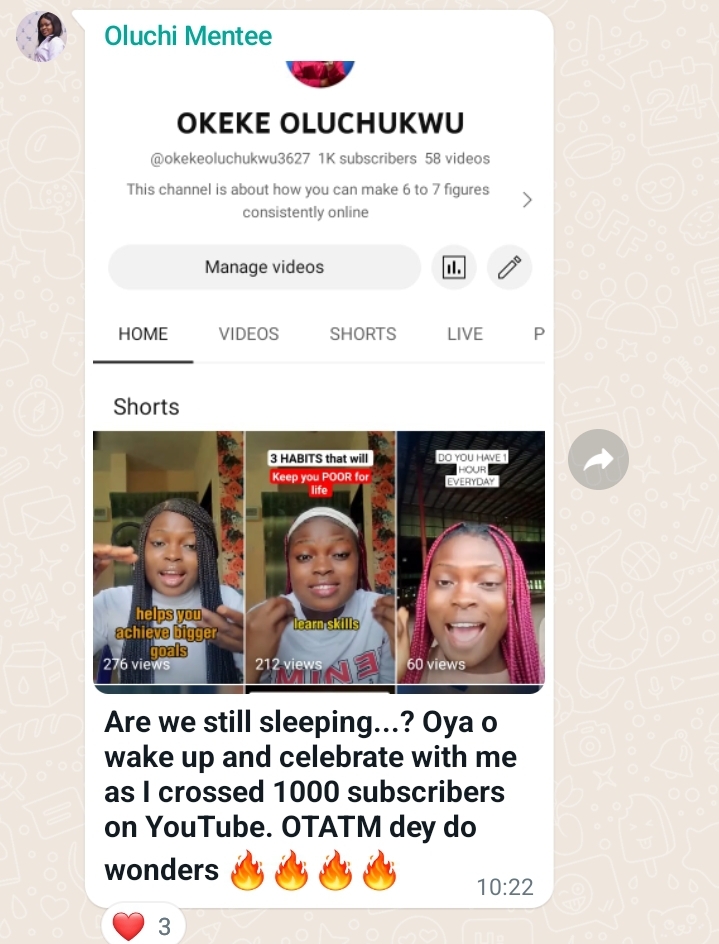 Oluchi Mentee
OKEKE OLUCHUKWU
@okekeoluchukwu3627 1K subscribers 58 videos
This channel is about how you can make 6 to 7 figures
consistently online
Manage videos
HOME VIDEOS SHORTS LIVE P
Shorts
helps you
achieve bigger
goals
276 views
3 HABITS that will
Keep you POOR for
life
learn skills
212 views
DO YOU HAVE 1
HOUR
EVERYDAY
60 views
Are we still sleeping...? Oya o
wake up and celebrate with me
as I crossed 1000 subscribers
on YouTube. OTATM dey do
wonders 🔥🔥🔥🔥
10:22
❤️ 3